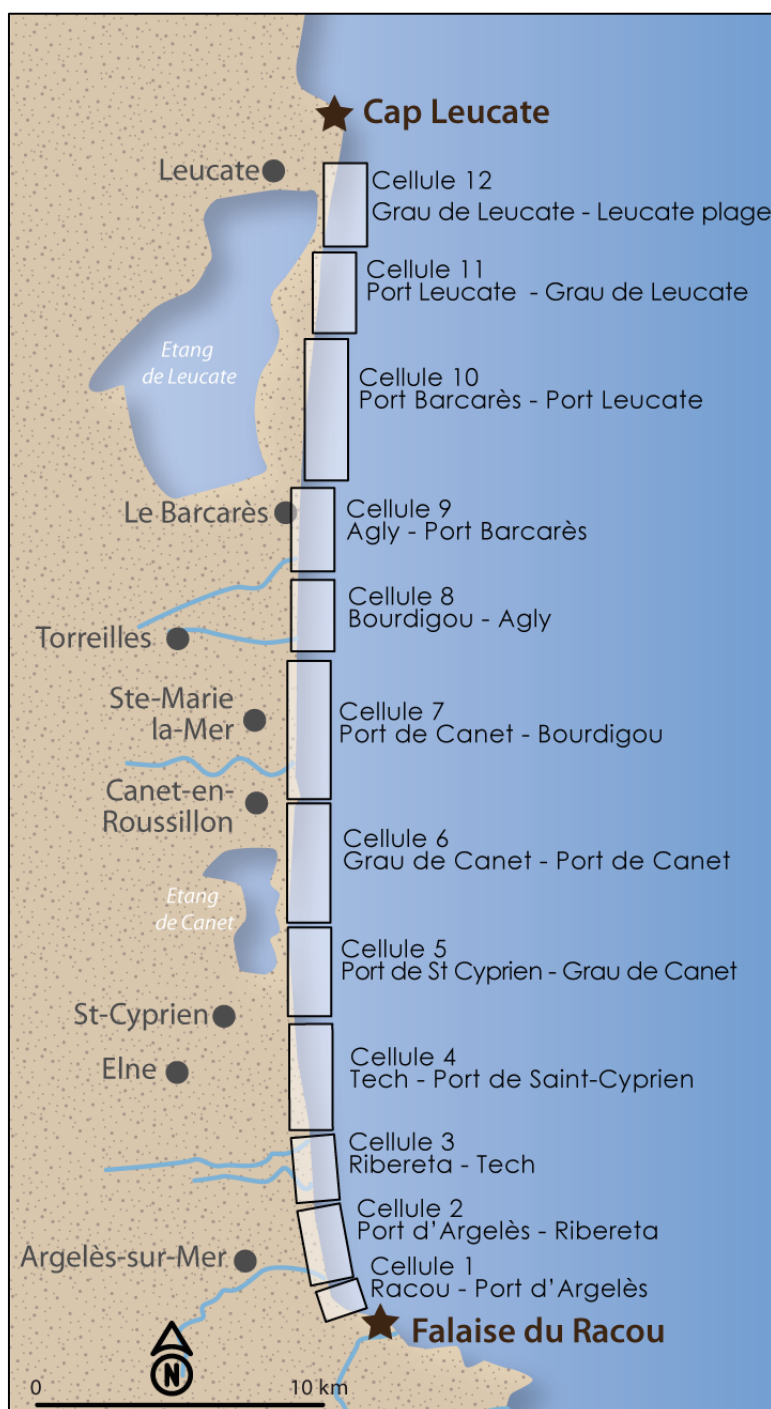 Cap Leucate
Leucate
Cellule 12
Grau de Leucate - Leucate plage
Cellule 11
Port Leucate - Grau de Leucate
Etang
de Leucate
Cellule 10
Port Barcarès - Port Leucate
Le Barcarès
Cellule 9
Agly - Port Barcarès
Cellule 8
Bourdigou - Agly
Torreilles
Ste-Marie
la-Mer
Cellule 7
Port de Canet - Bourdigou
Canet-en-
Roussillon
Cellule 6
Grau de Canet - Port de Canet
Etang
de Canet
Cellule 5
Port de St Cyprien - Grau de Canet
St-Cyprien
Elne
Cellule 4
Tech - Port de Saint-Cyprien
Cellule 3
Ribereta - Tech
Cellule 2
Port d'Argelès - Ribereta
Argelès-sur-Mer
Cellule 1
Racou - Port d'Argelès
Falaise du Racou
N
0 10 km